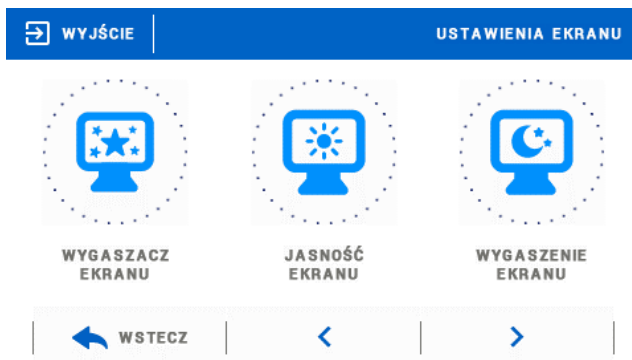 WYJŚCIE
USTAWIENIA EKRANU
WYGASZACZ
EKRANU
JASNOŚĆ
EKRANU
WYGASZENIE
EKRANU
WSTECZ